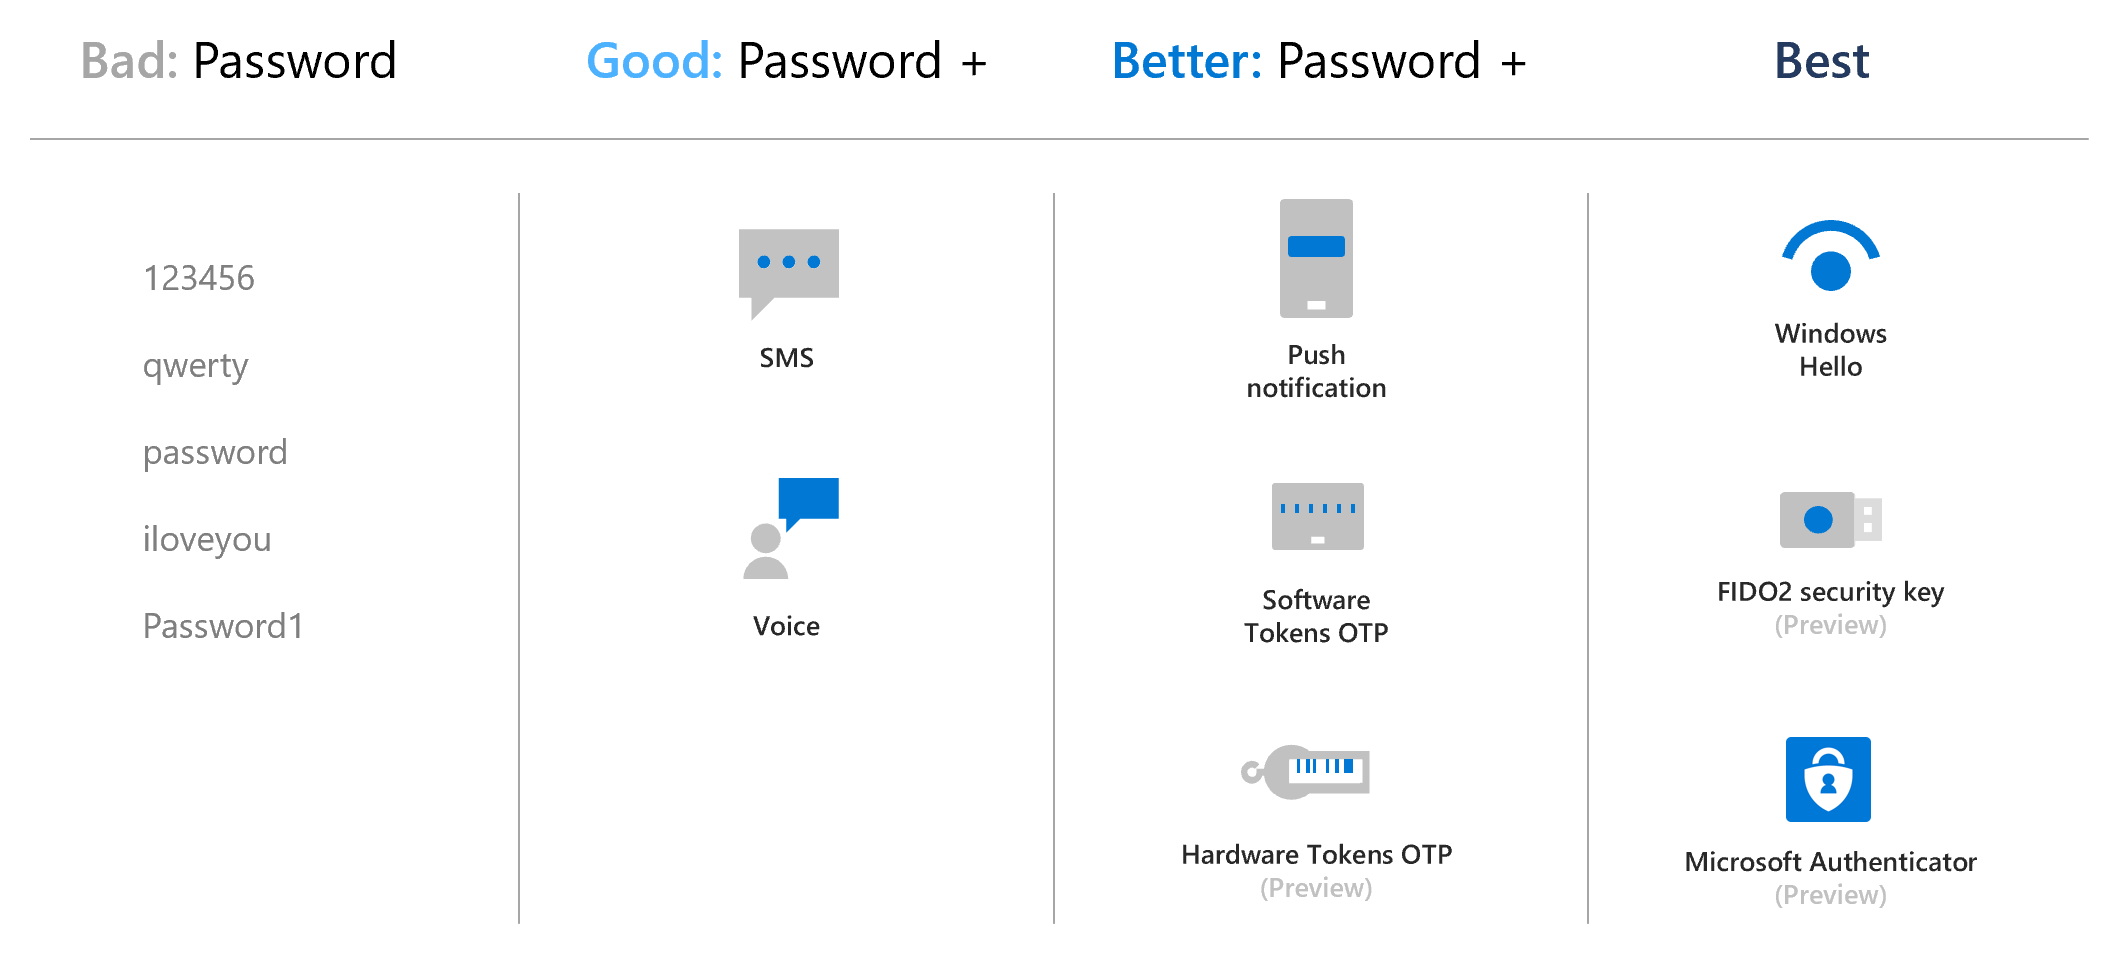 Bad: Password
Good: Password +
Better: Password +
Best
123456
qwerty
password
iloveyou
Password1
SMS
Voice
Push
notification
Software
Tokens OTP
Hardware Tokens OTP
(Preview)
Windows
Hello
FIDO2 security key
(Preview)
Microsoft Authenticator
(Preview)